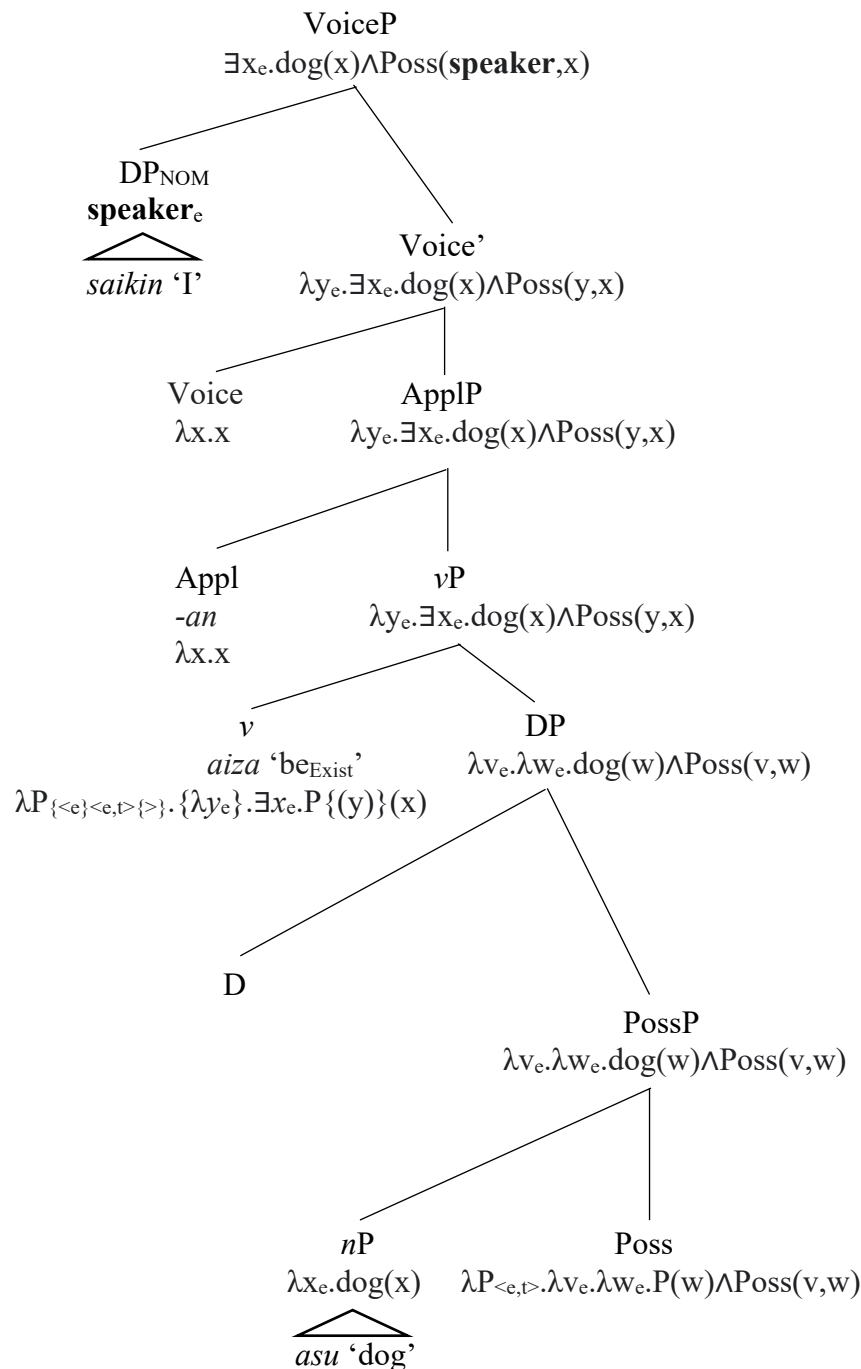 VoiceP
∃xₑ.dog(x)∧Poss(speaker,x)
DP_NOM
speakerₑ
saikin ‘I’
Voice’
λyₑ.∃xₑ.dog(x)∧Poss(y,x)
Voice
λx.x
ApplP
λyₑ.∃xₑ.dog(x)∧Poss(y,x)
Appl
-an
λx.x
vP
λyₑ.∃xₑ.dog(x)∧Poss(y,x)
v
aiza ‘be_Exist’
λP_{<e}<e,t>{>}.{λyₑ}.∃xₑ.P{(y)}(x)
DP
λvₑ.λwₑ.dog(w)∧Poss(v,w)
D
PossP
λvₑ.λwₑ.dog(w)∧Poss(v,w)
nP
λxₑ.dog(x)
asu ‘dog’
Poss
λP_<e,t>.λvₑ.λwₑ.P(w)∧Poss(v,w)